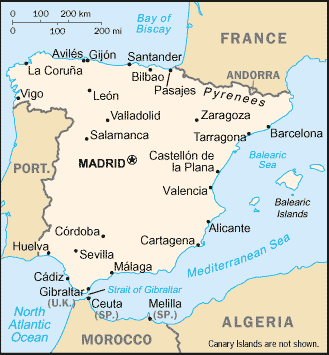 0 100 200 km
0 100 200 mi
Bay of
Biscay
FRANCE
Avilés
Gijón
Santander
La Coruña
Bilbao
Pasajes
ANDORRA
Pyrenees
Vigo
León
Valladolid
Zaragoza
Salamanca
Tarragona
Barcelona
MADRID
Castellón
de la Plana
Balearic
Sea
PORT.
Valencia
Balearic
Islands
Alicante
Córdoba
Cartagena
Huelva
Sevilla
Mediterranean Sea
Málaga
Cádiz
Gibraltar
(U.K.)
Strait of Gibraltar
Ceuta
(SP.)
Melilla
(SP.)
North
Atlantic
Ocean
MOROCCO
ALGERIA
Canary Islands are not shown.